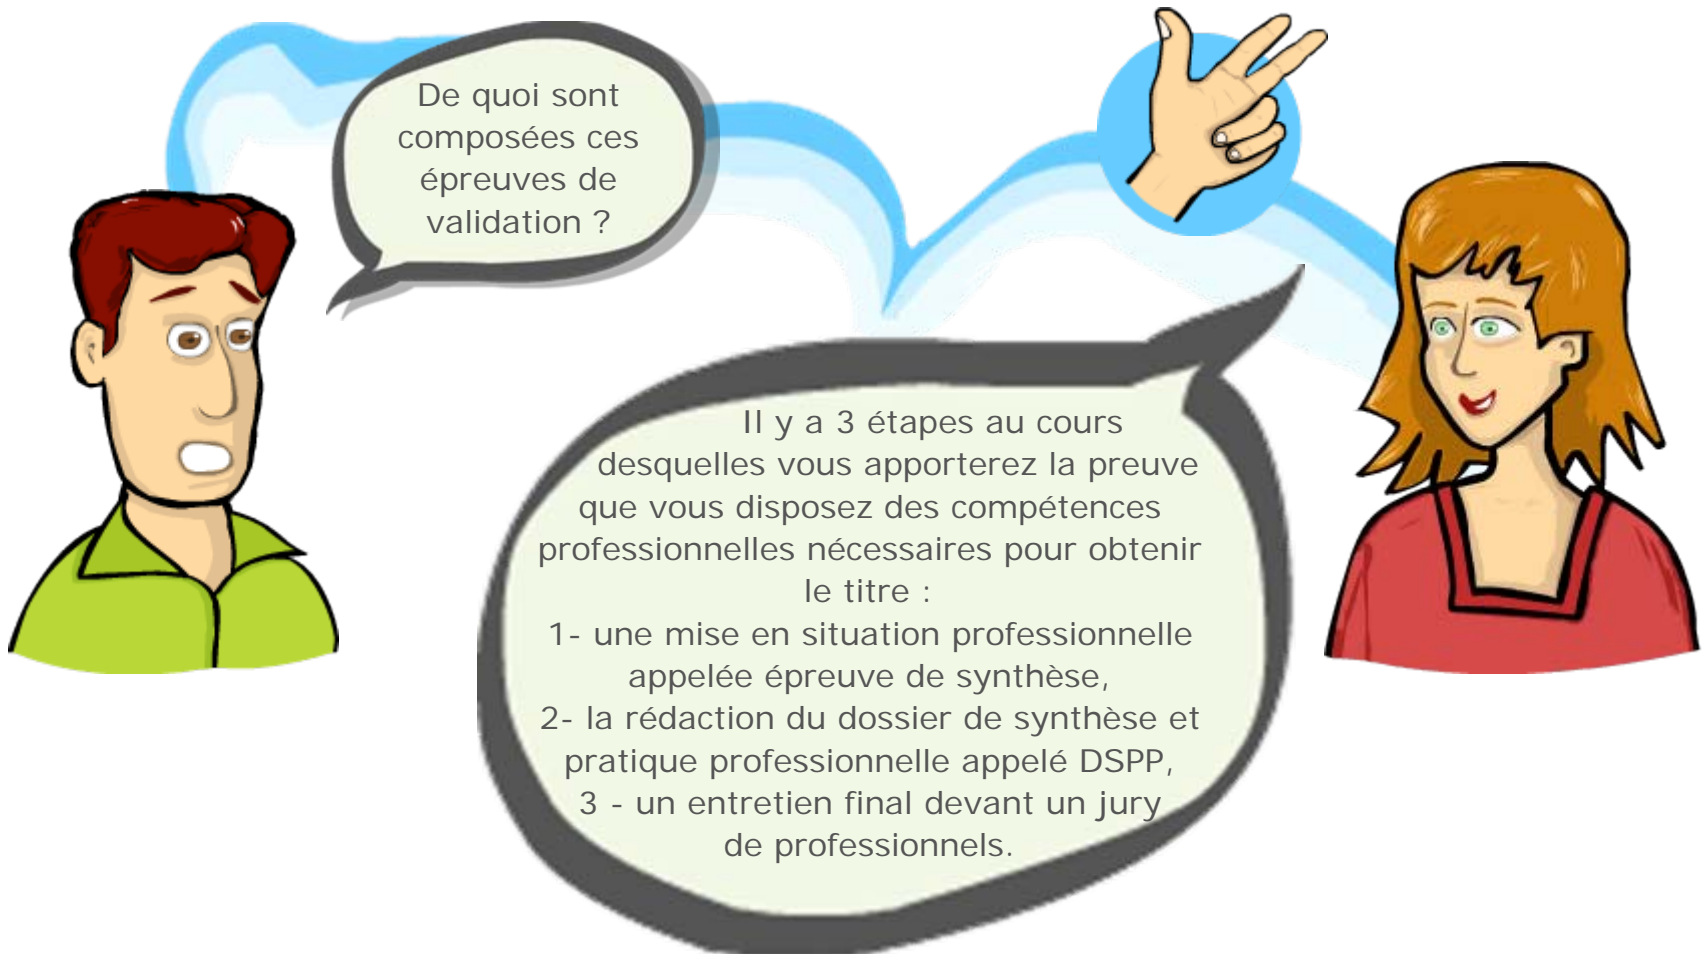 De quoi sont
composées ces
épreuves de
validation ?
Il y a 3 étapes au cours
desquelles vous apporterez la preuve
que vous disposez des compétences
professionnelles nécessaires pour obtenir
le titre :
1- une mise en situation professionnelle
appelée épreuve de synthèse,
2- la rédaction du dossier de synthèse et
pratique professionnelle appelé DSPP,
3 - un entretien final devant un jury
de professionnels.